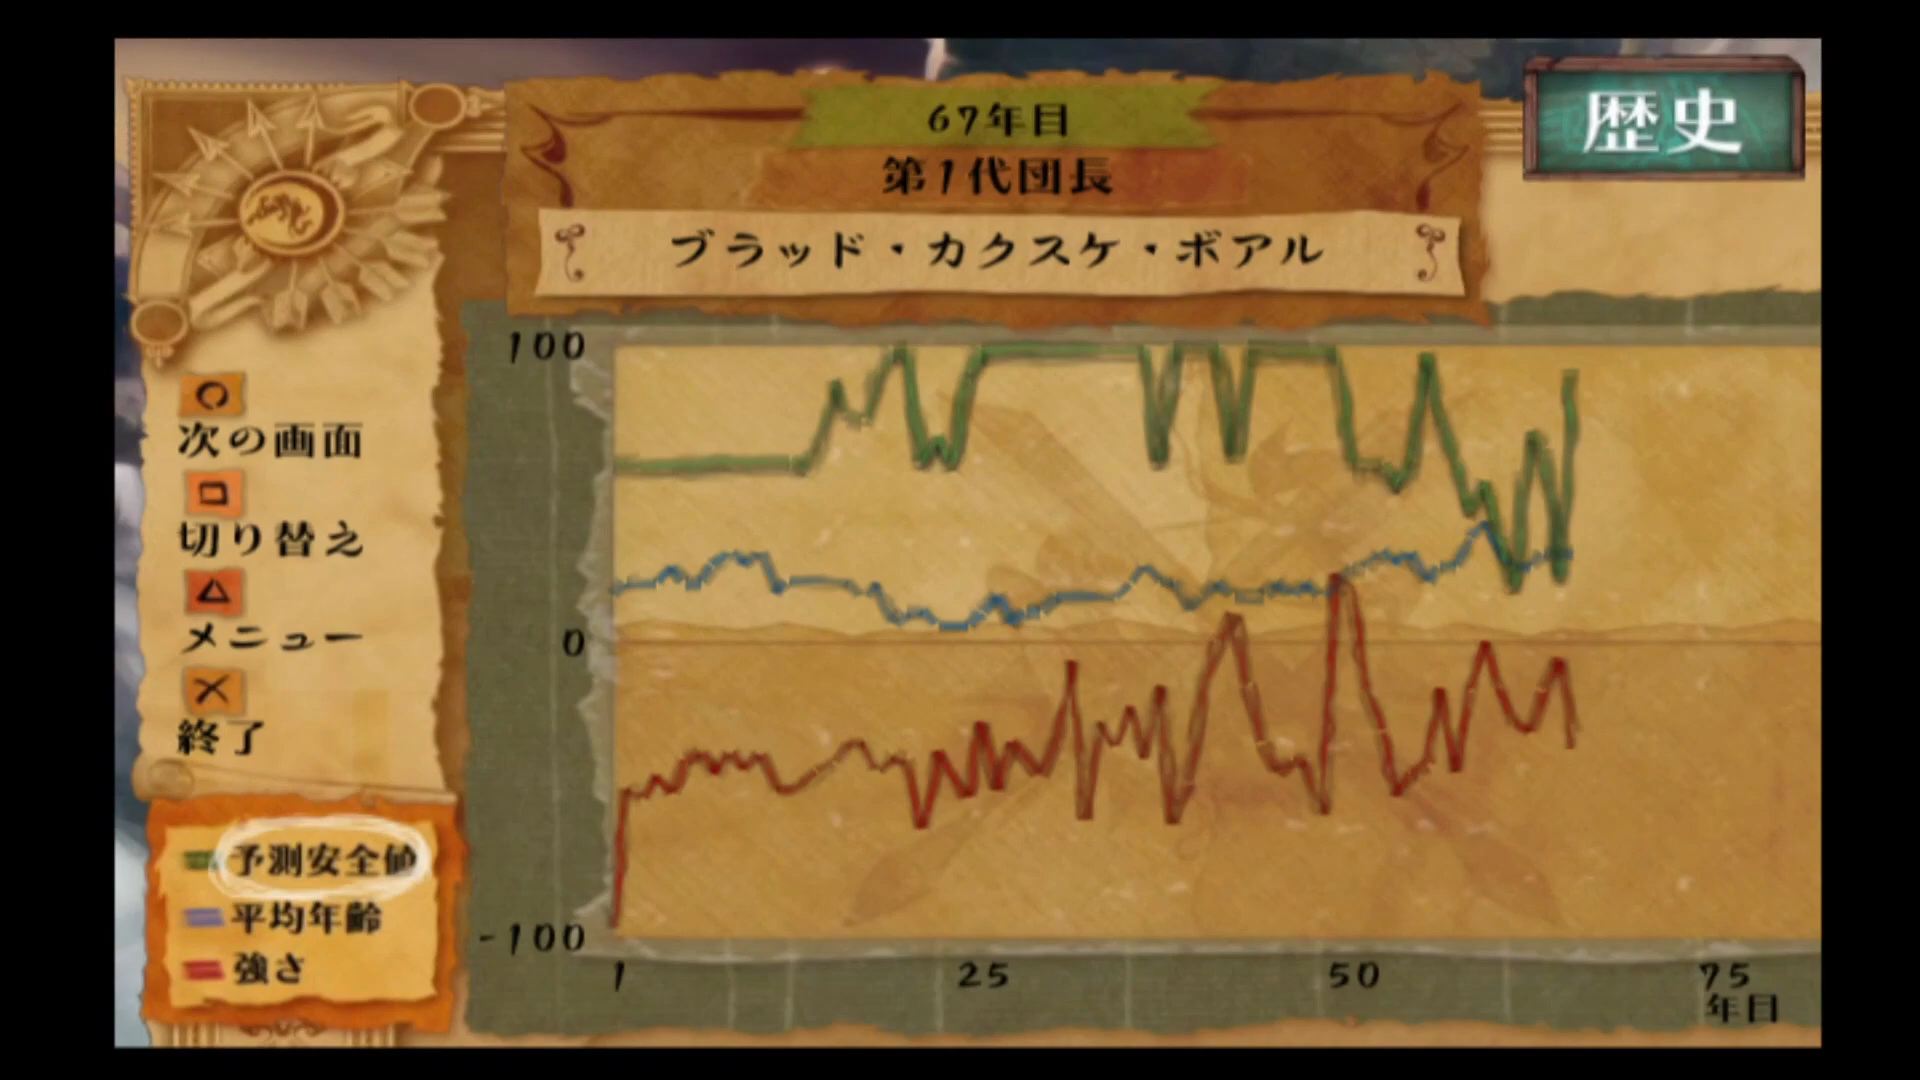 歴史
67年目
第1代団長
ブラッド・カクスケ・ボアル
次の画面
切り替え
メニュー
終了
予測安全値
平均年齢
強さ
100
0
-100
1 25 50 75
年目